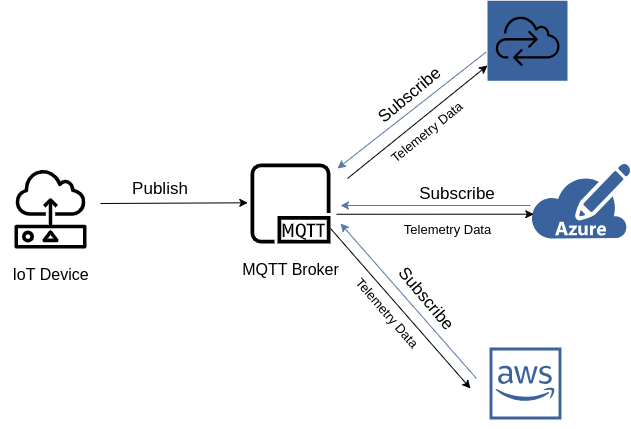 Subscribe
Telemetry Data
Publish
Subscribe
MQTT
Azure
Telemetry Data
IoT Device
MQTT Broker
Subscribe
Telemetry Data
aws